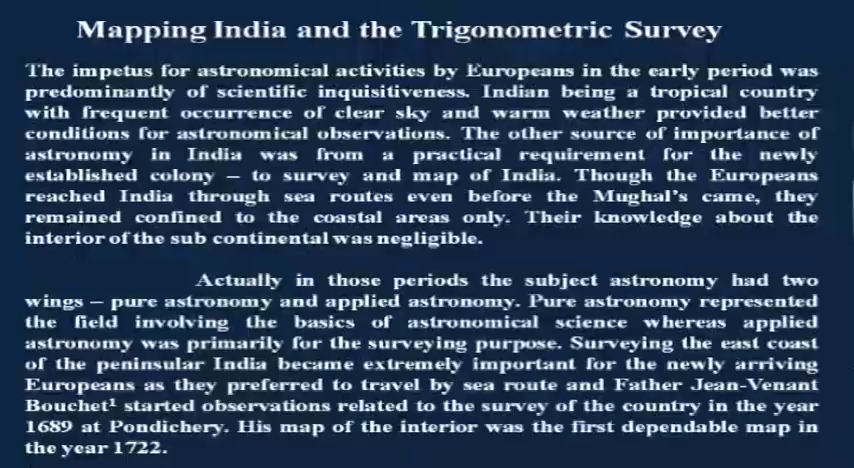 Mapping India and the Trigonometric Survey
The impetus for astronomical activities by Europeans in the early period was
predominantly of scientific inquisitiveness. Indian being a tropical country
with frequent occurrence of clear sky and warm weather provided better
conditions for astronomical observations. The other source of importance of
astronomy in India was from a practical requirement for the newly
established colony – to survey and map of India. Though the Europeans
reached India through sea routes even before the Mughal's came, they
remained confined to the coastal areas only. Their knowledge about the
interior of the sub continental was negligible.
Actually in those periods the subject astronomy had two
wings – pure astronomy and applied astronomy. Pure astronomy represented
the field involving the basics of astronomical science whereas applied
astronomy was primarily for the surveying purpose. Surveying the east coast
of the peninsular India became extremely important for the newly arriving
Europeans as they preferred to travel by sea route and Father Jean-Venant
Bouchet¹ started observations related to the survey of the country in the year
1689 at Pondichery. His map of the interior was the first dependable map in
the year 1722.